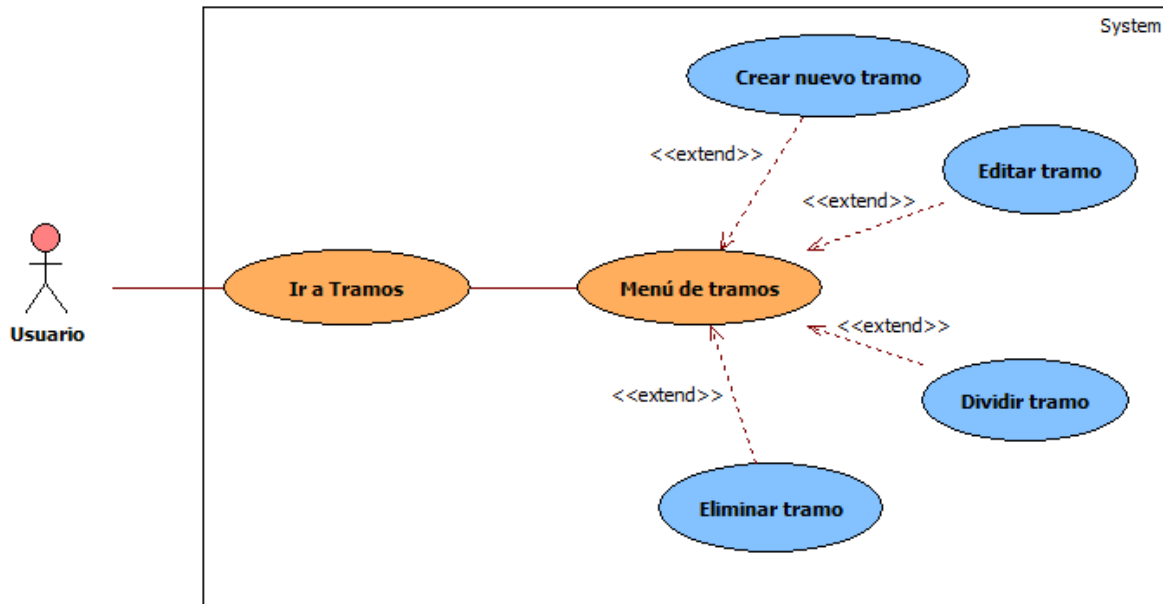 System
Crear nuevo tramo
<<extend>>
Editar tramo
<<extend>>
Usuario
Ir a Tramos
Menú de tramos
<<extend>>
<<extend>>
Dividir tramo
Eliminar tramo